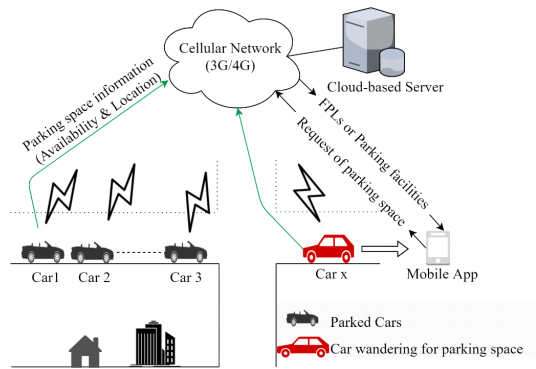 Cellular Network
(3G/4G)
Cloud-based Server
Parking space information
(Availability & Location)
FPLs or Parking facilities
Request of parking space
Car1
Car 2
Car 3
Car x
Mobile App
Parked Cars
Car wandering for parking space